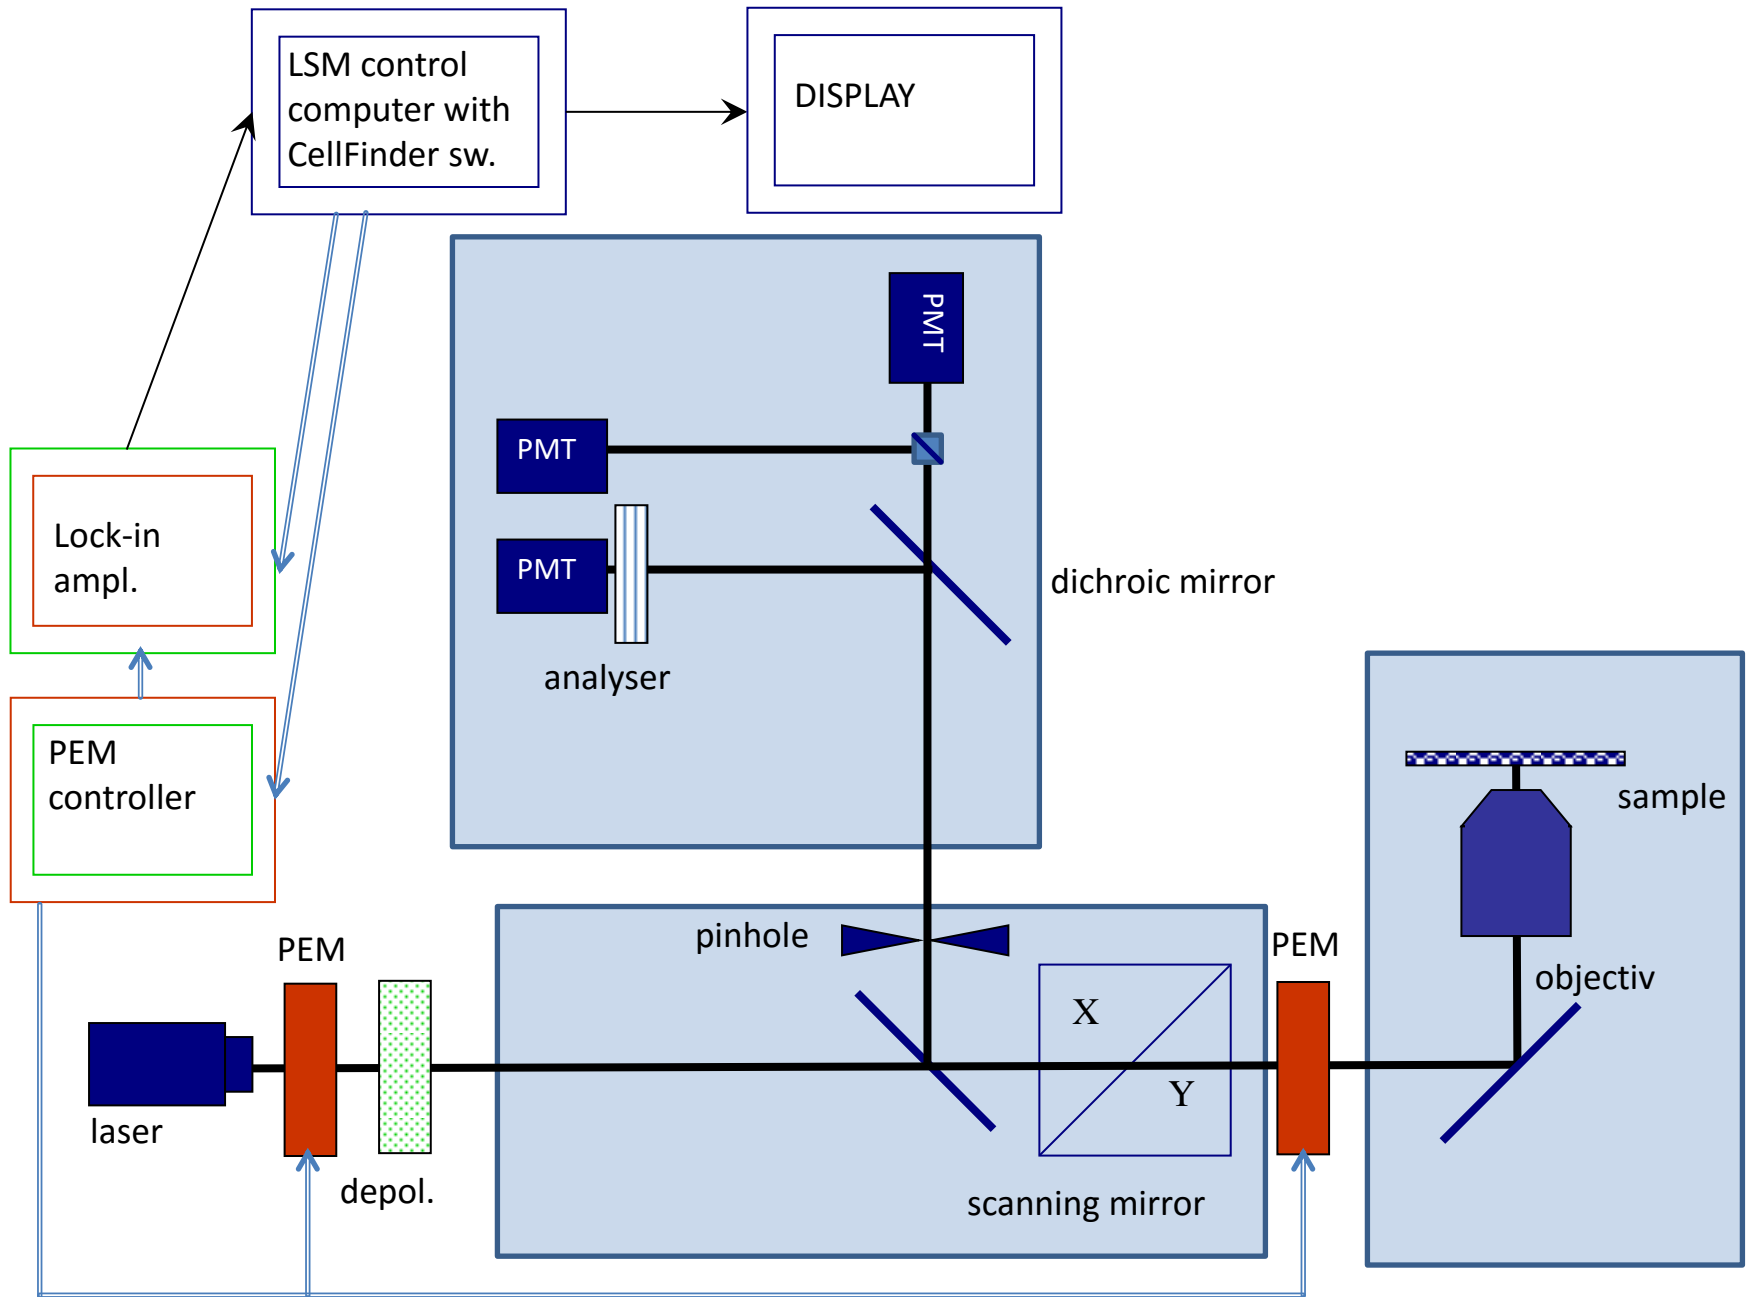 LSM control
computer with
CellFinder sw.
DISPLAY
PMT
PMT
PMT
Lock-in
ampl.
dichroic mirror
analyser
PEM
controller
sample
pinhole
PEM
PEM
objectiv
X
Y
laser
depol.
scanning mirror